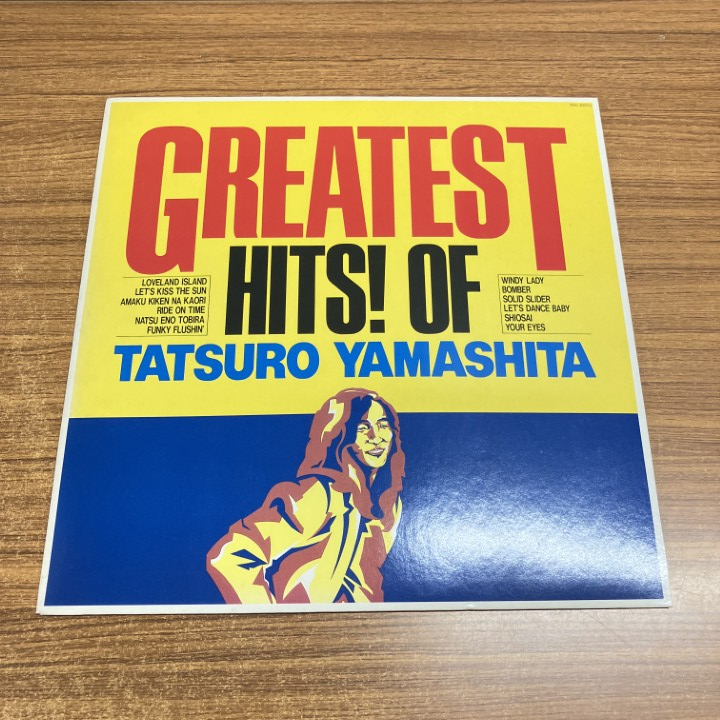 GREATEST
HITS! OF
LOVELAND ISLAND
LET'S KISS THE SUN
AMAKU KIKEN NA KAORI
RIDE ON TIME
NATSU ENO TOBIRA
FUNKY FLUSHIN'
WINDY LADY
BOMBER
SOLID SLIDER
LET'S DANCE BABY
SHIOSAI
YOUR EYES
TATSURO YAMASHITA